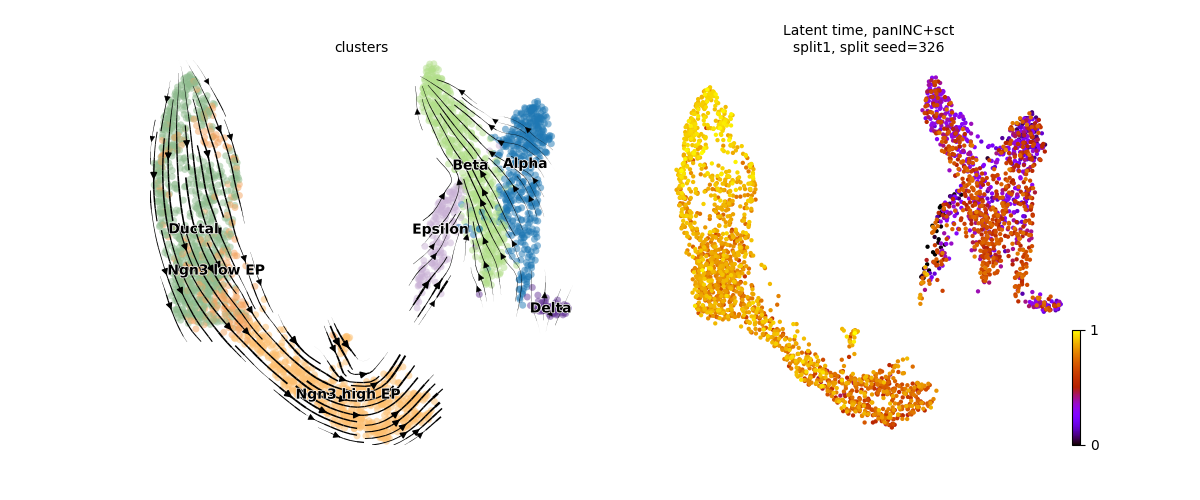 clusters
Latent time, panINC+sct
split1, split seed=326
Beta
Alpha
Ductal
Epsilon
Ngn3 low EP
Delta
Ngn3 high EP
1
0